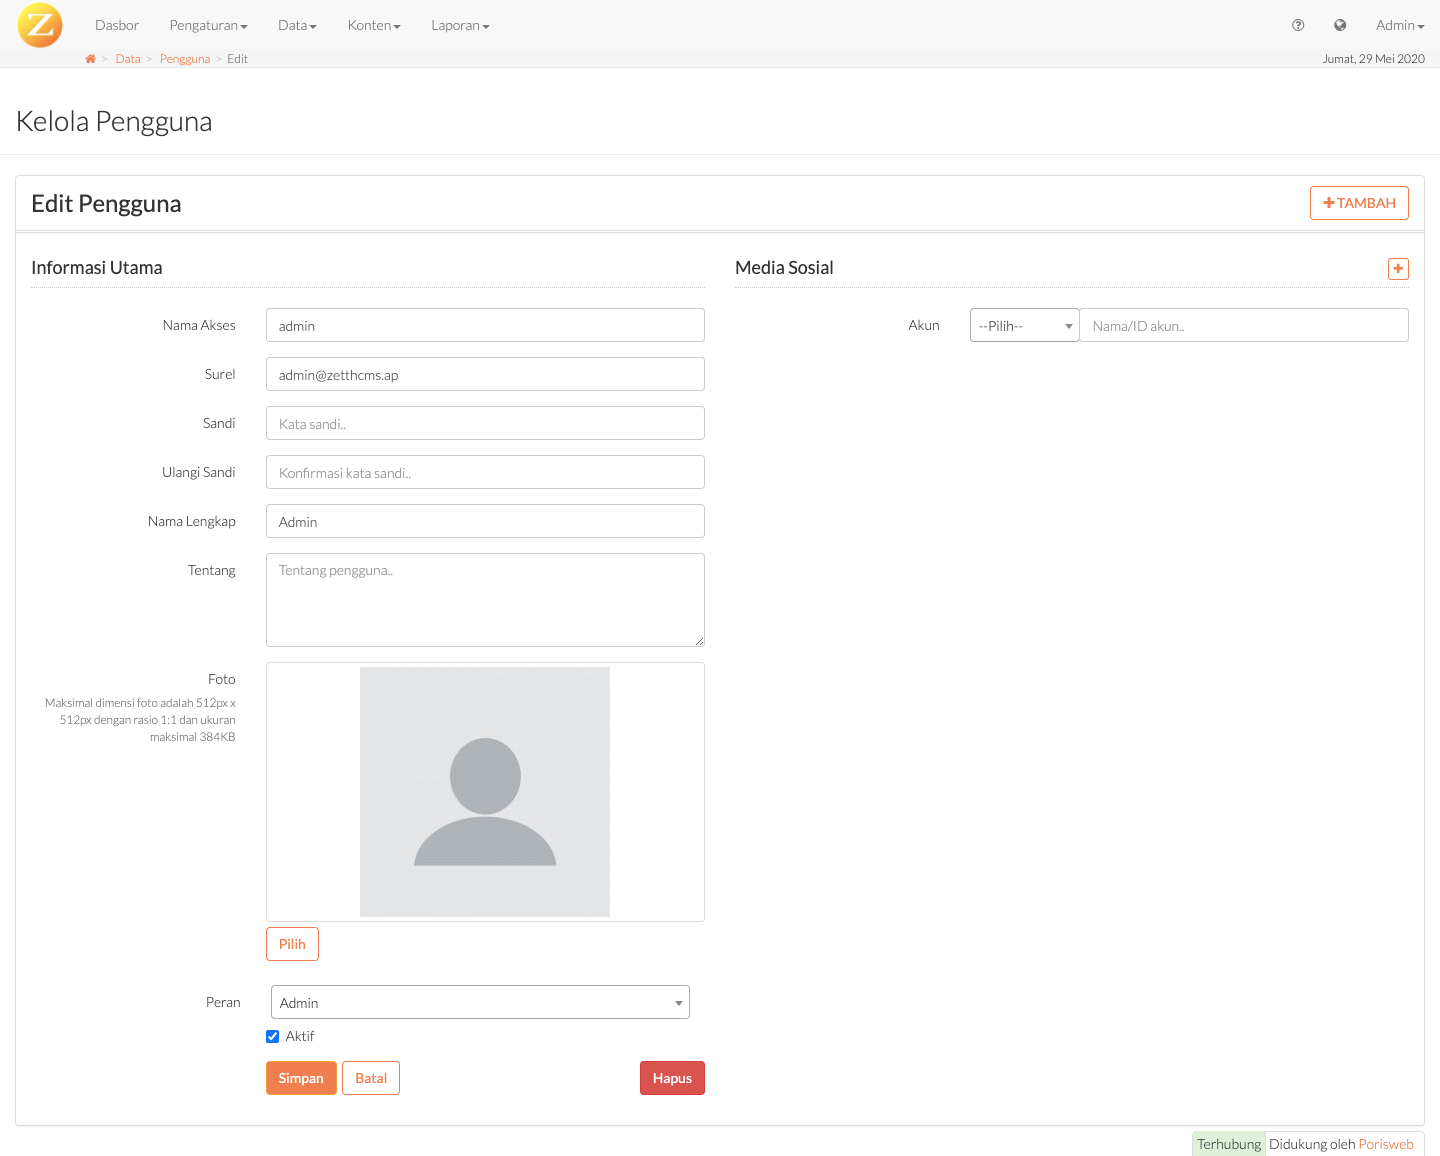 Z
Dasbor Pengaturan Data Konten Laporan Admin
> Data > Pengguna > Edit Jumat, 29 Mei 2020
Kelola Pengguna
Edit Pengguna TAMBAH
Informasi Utama
Nama Akses admin
Surel admin@zetthcms.ap
Sandi Kata sandi..
Ulangi Sandi Konfirmasi kata sandi..
Nama Lengkap Admin
Tentang Tentang pengguna..
Foto
Maksimal dimensi foto adalah 512px x
512px dengan rasio 1:1 dan ukuran
maksimal 384KB
Pilih
Peran Admin
Aktif
Simpan Batal Hapus
Media Sosial
Akun --Pilih-- Nama/ID akun..
Terhubung Didukung oleh Porisweb